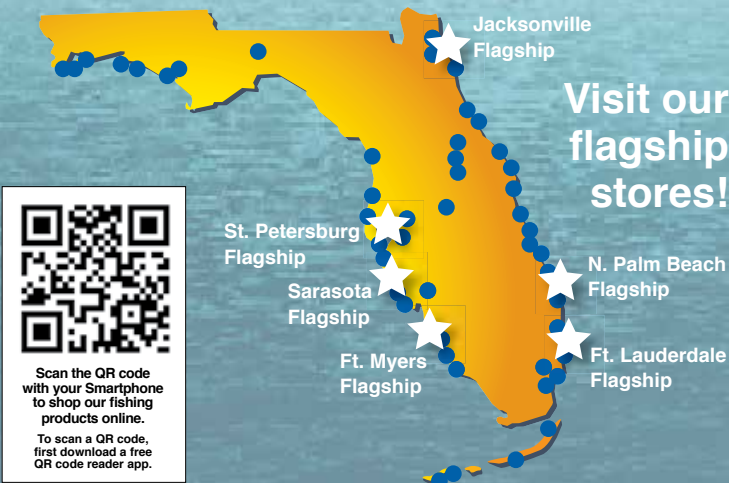 Jacksonville
Flagship
Visit our
flagship
stores!
St. Petersburg
Flagship
Sarasota
Flagship
Ft. Myers
Flagship
N. Palm Beach
Flagship
Ft. Lauderdale
Flagship
Scan the QR code
with your Smartphone
to shop our fishing
products online.
To scan a QR code,
first download a free
QR code reader app.